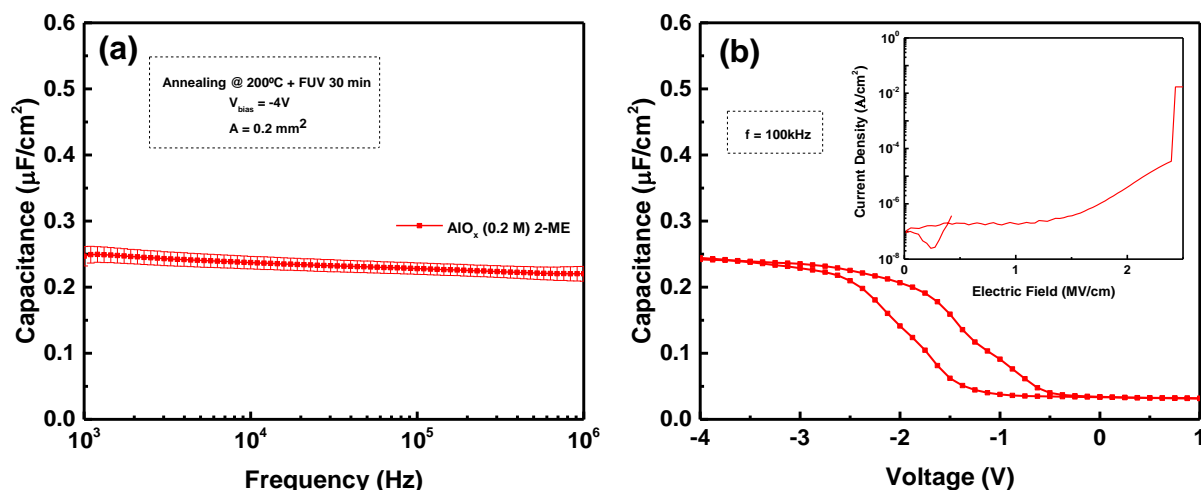 (a)
Annealing @ 200ºC + FUV 30 min
V_bias = -4V
A = 0.2 mm²
AlOₓ (0.2 M) 2-ME
0.6
0.5
0.4
0.3
0.2
0.1
0.0
Capacitance (µF/cm²)
10³
10⁴
10⁵
10⁶
Frequency (Hz)
(b)
f = 100kHz
0.6
0.5
0.4
0.3
0.2
0.1
0.0
Capacitance (µF/cm²)
-4
-3
-2
-1
0
1
Voltage (V)
10⁰
10⁻²
10⁻⁴
10⁻⁶
10⁻⁸
Current Density (A/cm²)
0
1
2
Electric Field (MV/cm)